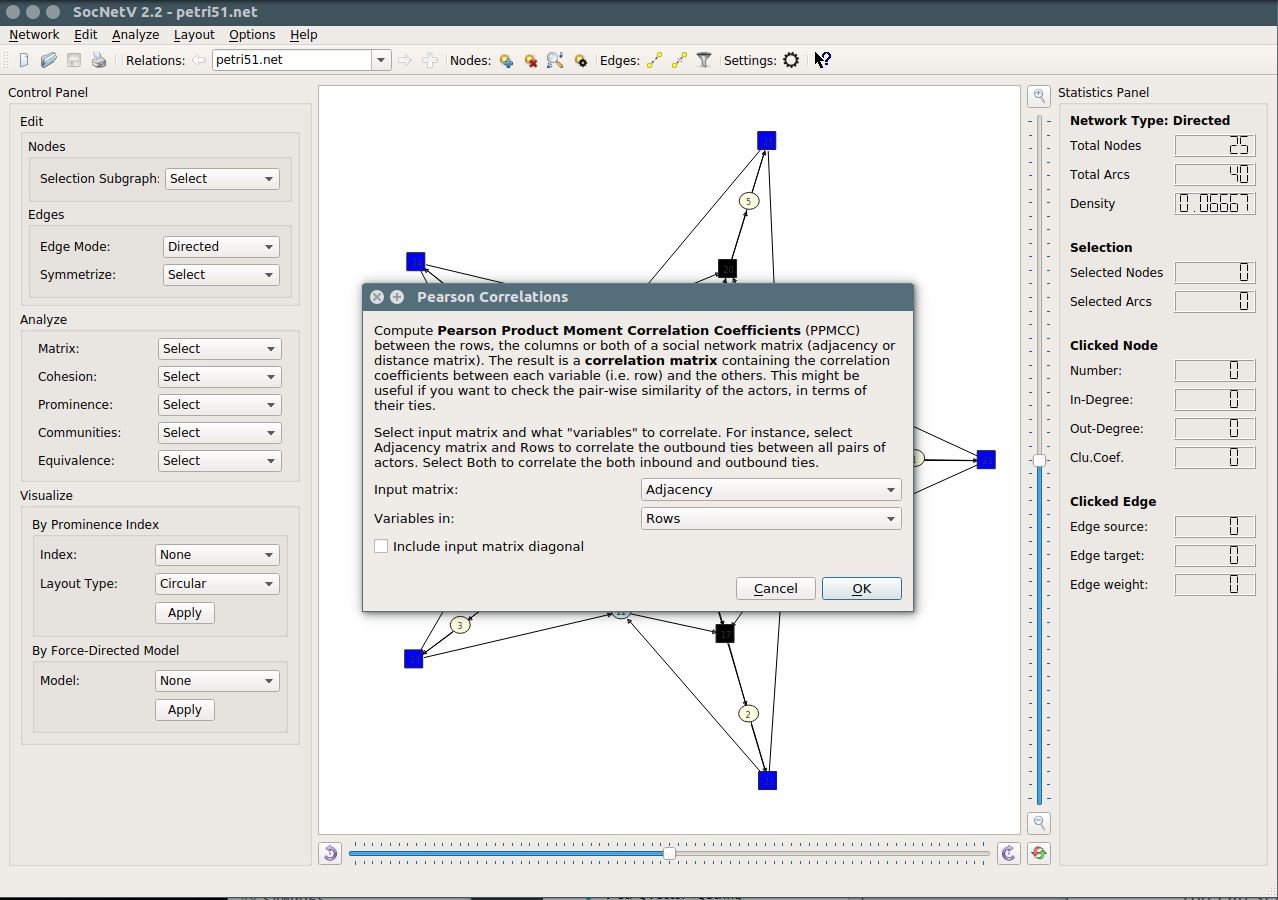 SocNetV 2.2 - petri51.net
Network Edit Analyze Layout Options Help
Relations: petri51.net Nodes: Edges: Settings:
Control Panel
Edit
Nodes
Selection Subgraph: Select
Edges
Edge Mode: Directed
Symmetrize: Select
Analyze
Matrix: Select
Cohesion: Select
Prominence: Select
Communities: Select
Equivalence: Select
Visualize
By Prominence Index
Index: None
Layout Type: Circular
Apply
By Force-Directed Model
Model: None
Apply
5
20
3
12
17
2
Pearson Correlations
Compute Pearson Product Moment Correlation Coefficients (PPMCC)
between the rows, the columns or both of a social network matrix (adjacency or
distance matrix). The result is a correlation matrix containing the correlation
coefficients between each variable (i.e. row) and the others. This might be
useful if you want to check the pair-wise similarity of the actors, in terms of
their ties.
Select input matrix and what "variables" to correlate. For instance, select
Adjacency matrix and Rows to correlate the outbound ties between all pairs of
actors. Select Both to correlate the both inbound and outbound ties.
Input matrix: Adjacency
Variables in: Rows
Include input matrix diagonal
Cancel OK
Statistics Panel
Network Type: Directed
Total Nodes 25
Total Arcs 40
Density 0.06667
Selection
Selected Nodes 0
Selected Arcs 0
Clicked Node
Number: 0
In-Degree: 0
Out-Degree: 0
Clu.Coef. 0
Clicked Edge
Edge source: 0
Edge target: 0
Edge weight: 0